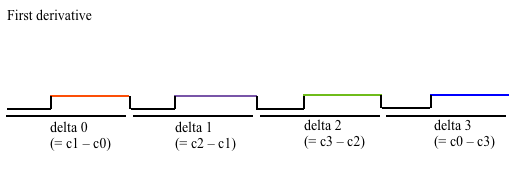 First derivative
delta 0
(= c1 – c0)
delta 1
(= c2 – c1)
delta 2
(= c3 – c2)
delta 3
(= c0 – c3)